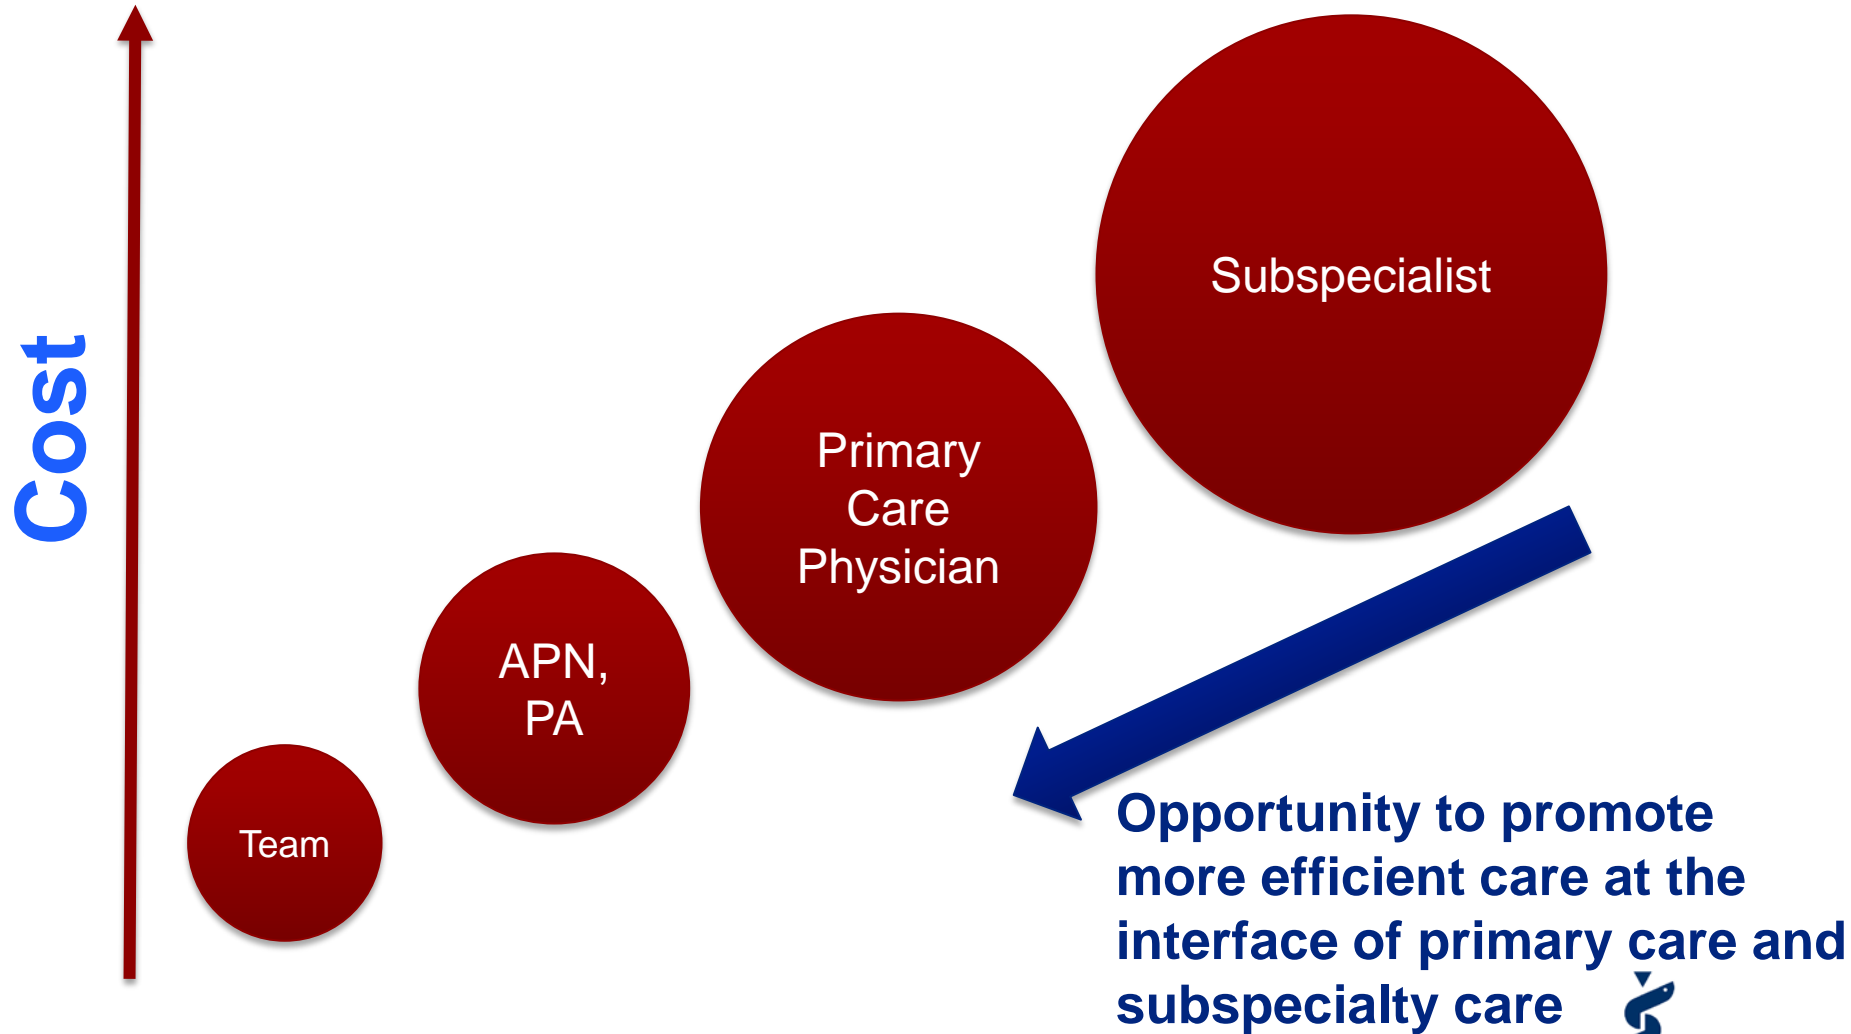 Cost
Subspecialist
Primary
Care
Physician
APN,
PA
Team
Opportunity to promote
more efficient care at the
interface of primary care and
subspecialty care